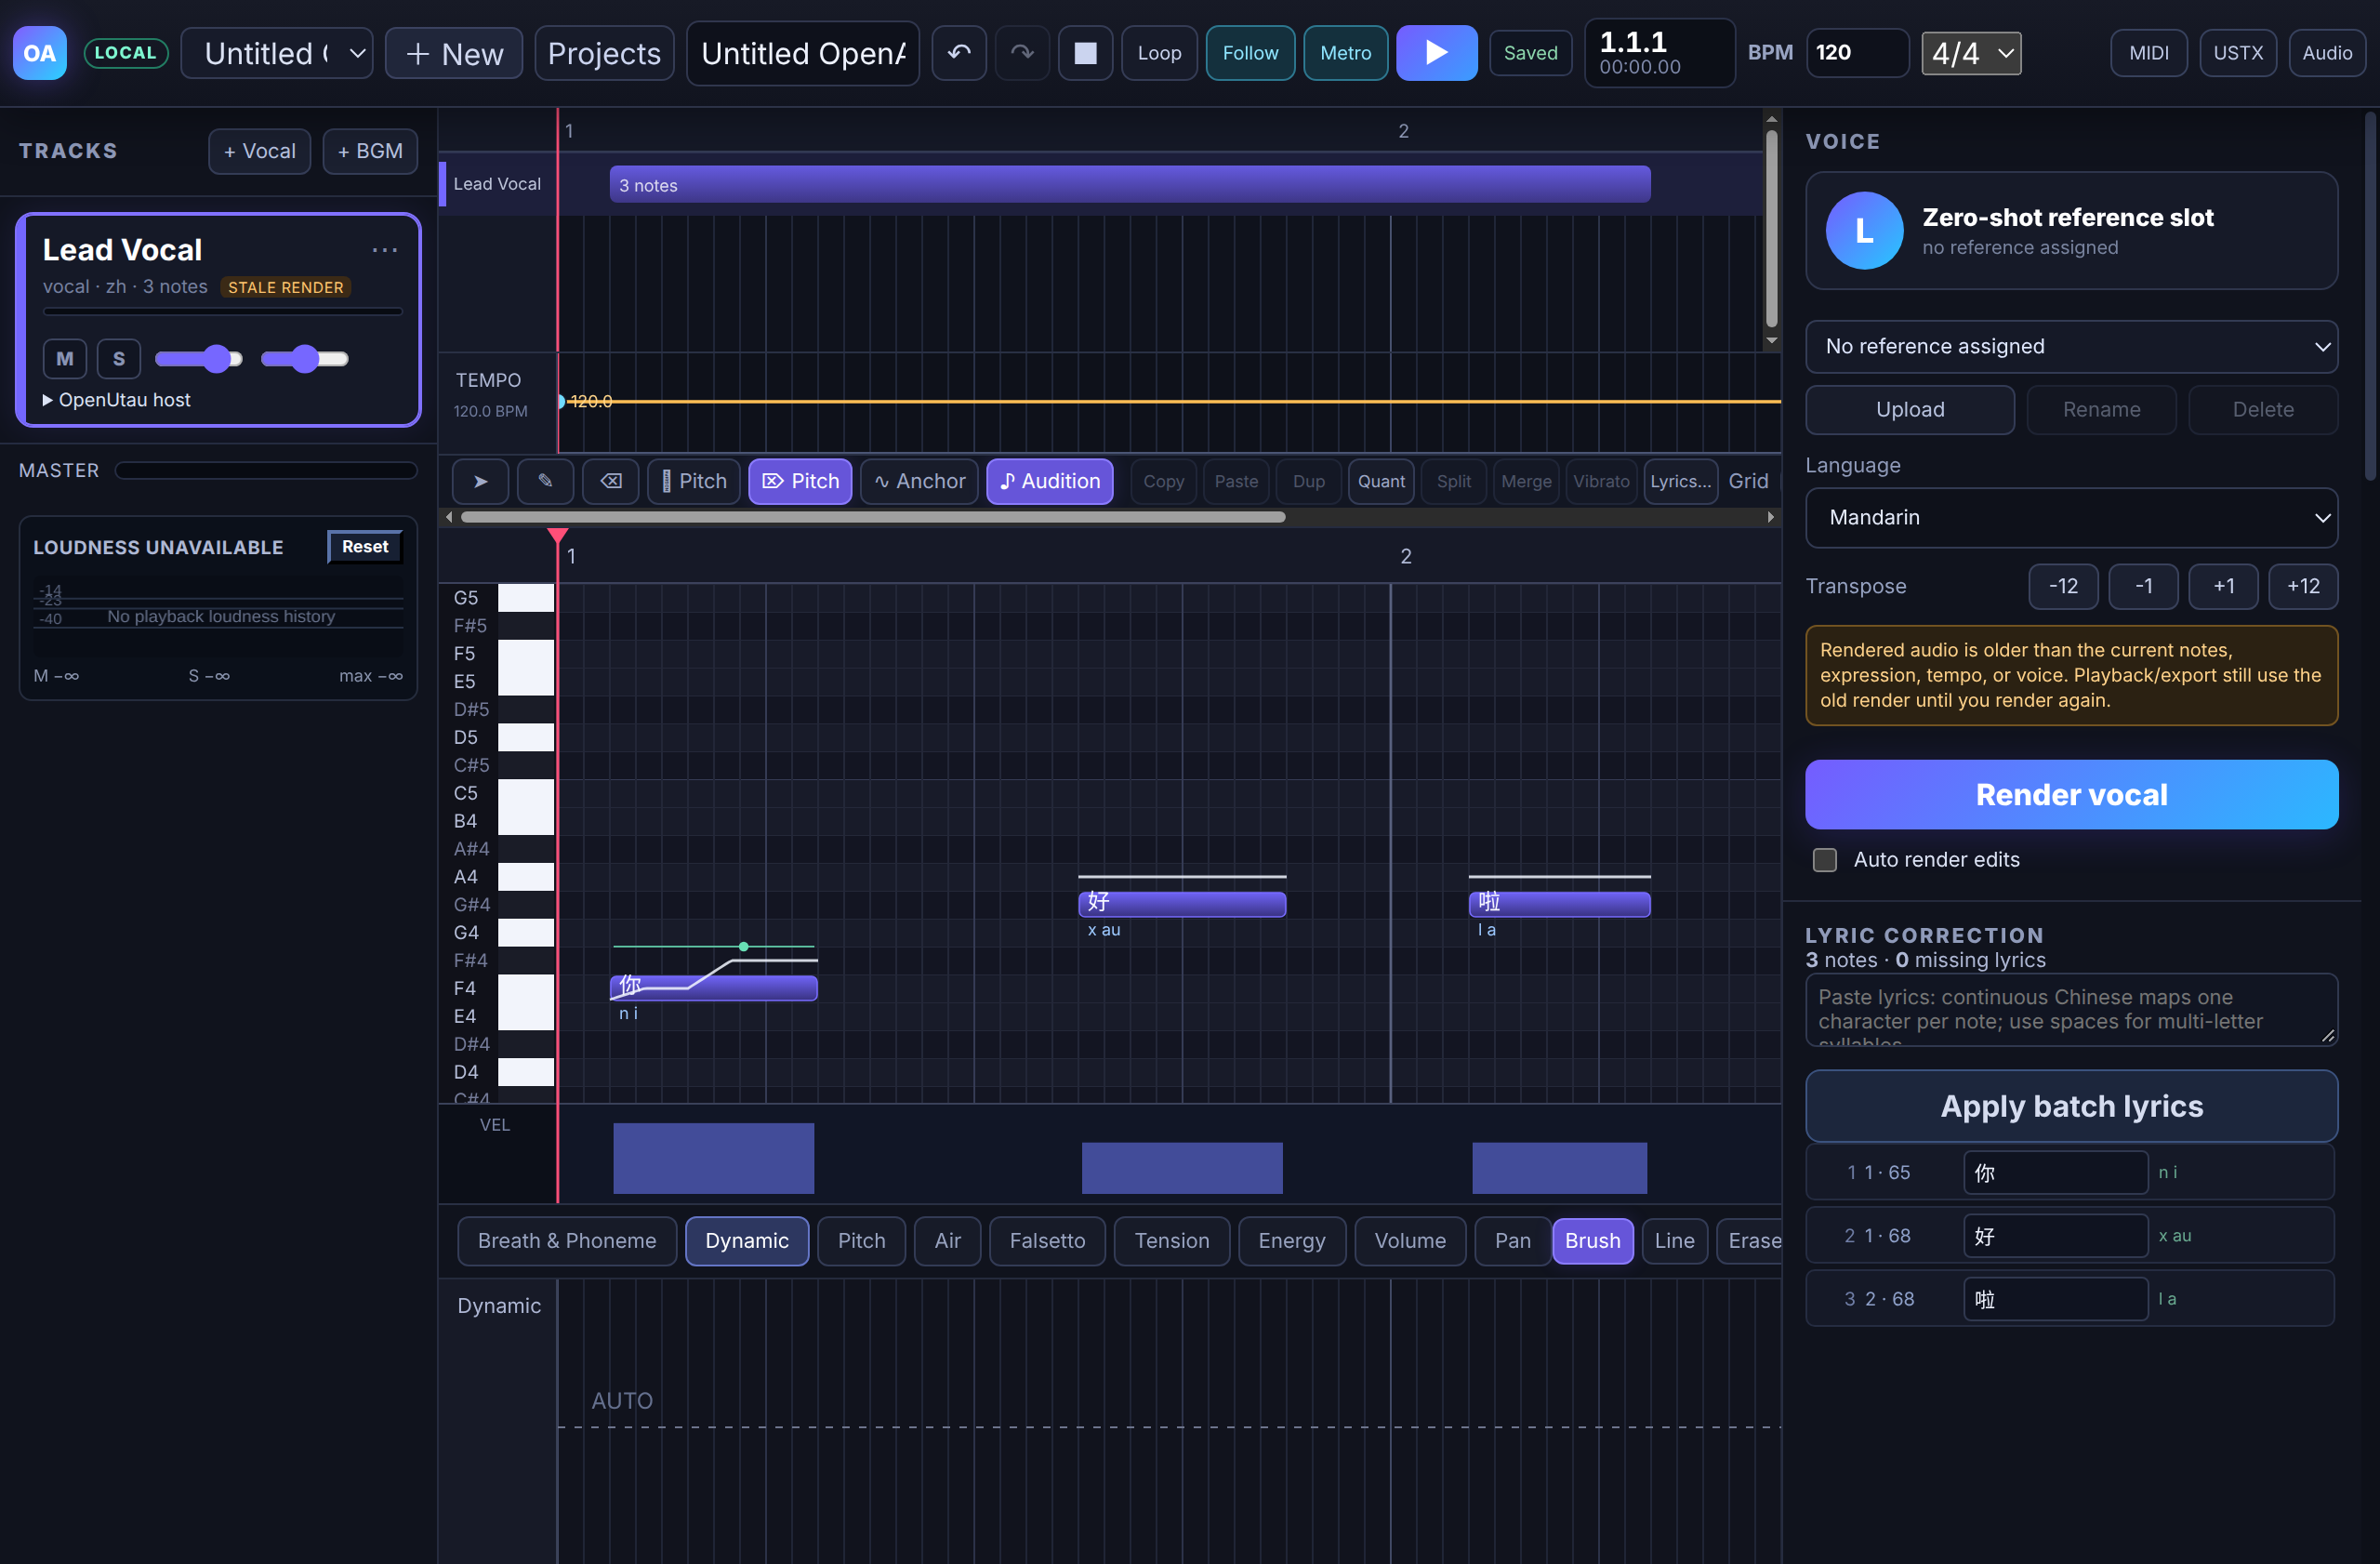 OA
LOCAL
Untitled (
+ New
Projects
Untitled OpenA
Loop
Follow
Metro
Saved
1.1.1
00:00.00
BPM
120
4/4
MIDI
USTX
Audio
TRACKS
+ Vocal
+ BGM
Lead Vocal
vocal · zh · 3 notes
STALE RENDER
M
S
OpenUtau host
MASTER
LOUDNESS UNAVAILABLE
Reset
-14
-23
-40
No playback loudness history
M −∞
S −∞
max −∞
1
2
Lead Vocal
3 notes
TEMPO
120.0 BPM
120.0
Pitch
Pitch
Anchor
Audition
Copy
Paste
Dup
Quant
Split
Merge
Vibrato
Lyrics...
Grid
1
2
G5
F#5
F5
E5
D#5
D5
C#5
C5
B4
A#4
A4
G#4
G4
F#4
F4
E4
D#4
D4
C#4
你
n i
好
x au
啦
l a
VEL
Breath & Phoneme
Dynamic
Pitch
Air
Falsetto
Tension
Energy
Volume
Pan
Brush
Line
Erase
Dynamic
AUTO
VOICE
L
Zero-shot reference slot
no reference assigned
No reference assigned
Upload
Rename
Delete
Language
Mandarin
Transpose
-12
-1
+1
+12
Rendered audio is older than the current notes,
expression, tempo, or voice. Playback/export still use the
old render until you render again.
Render vocal
Auto render edits
LYRIC CORRECTION
3 notes · 0 missing lyrics
Paste lyrics: continuous Chinese maps one
character per note; use spaces for multi-letter
syllables
Apply batch lyrics
1 1 · 65 你 n i
2 1 · 68 好 x au
3 2 · 68 啦 l a